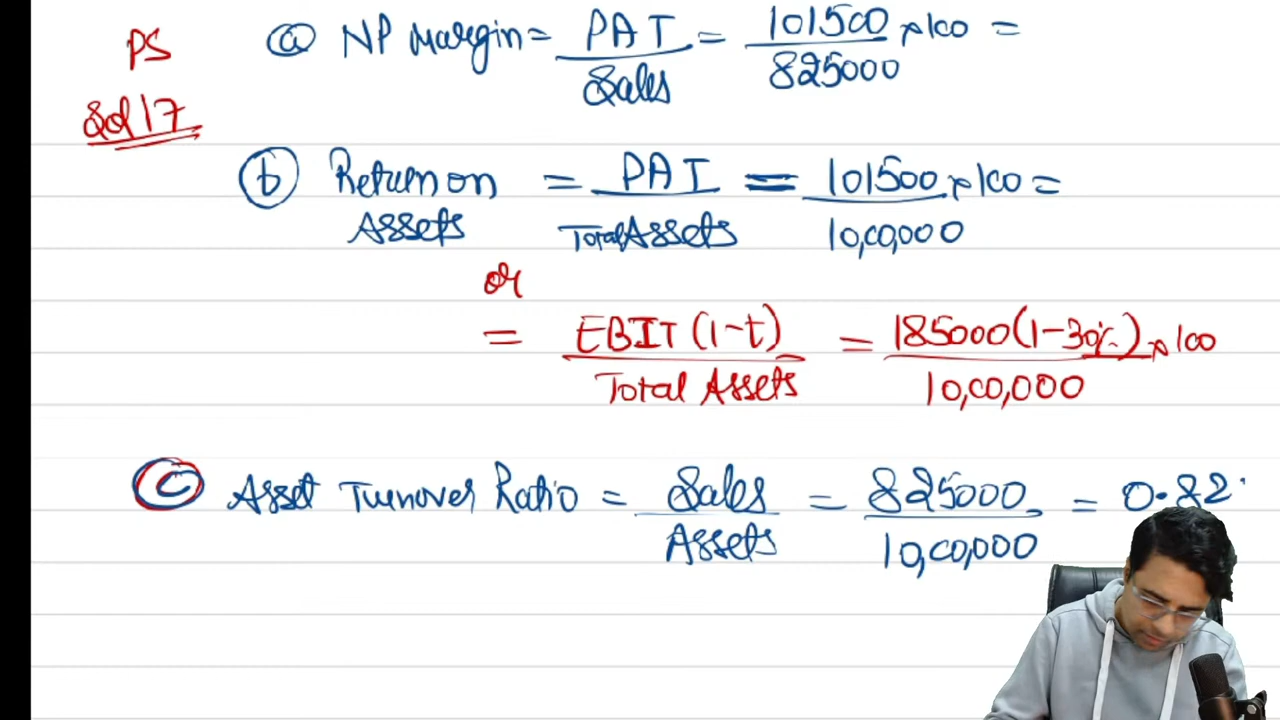 PS
Sol 17
(a) NP Margin = PAT / Sales = 101500 / 825000 × 100 =
(b) Return on Assets = PAT / Total Assets = 101500 / 10,00,000 × 100 =
or
= EBIT (1-t) / Total Assets = 185000 (1-30%) / 10,00,000 × 100
(c) Asset Turnover Ratio = Sales / Assets = 825000 / 10,00,000 = 0.82